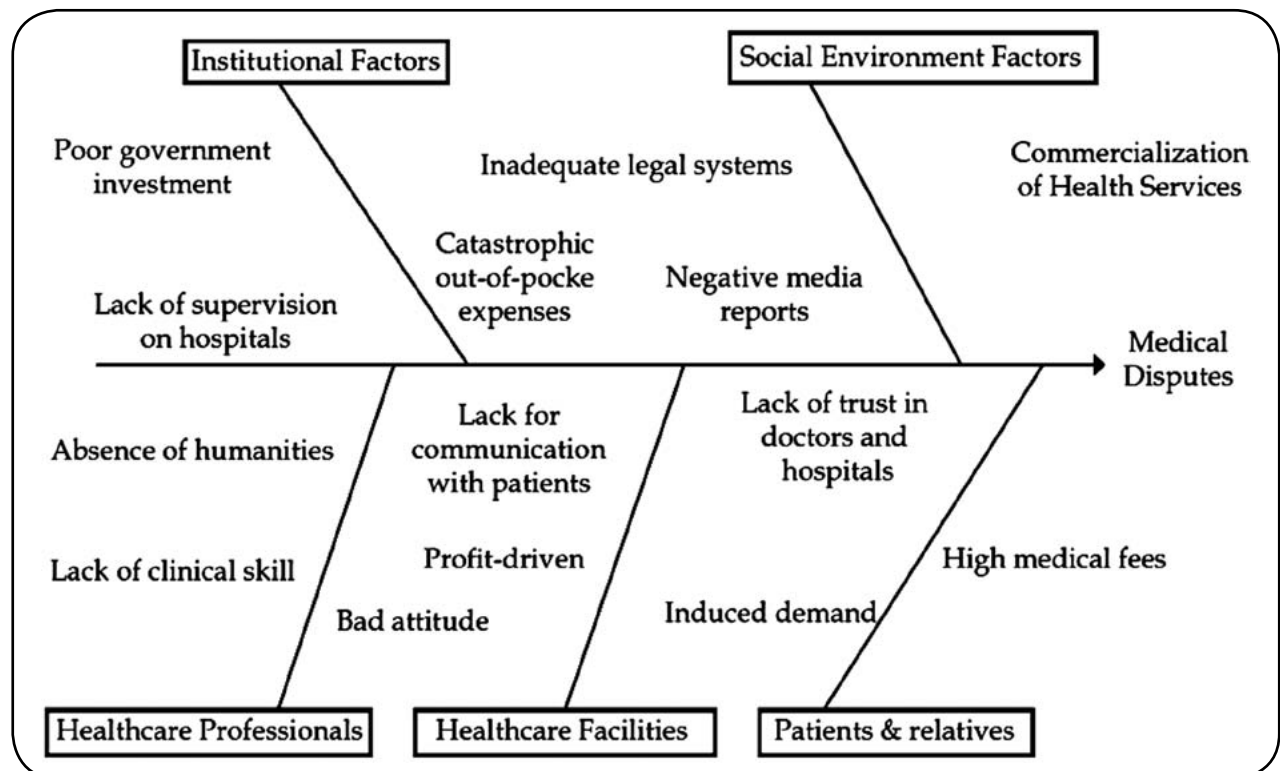 Institutional Factors
Social Environment Factors
Poor government
investment
Inadequate legal systems
Commercialization
of Health Services
Catastrophic
out-of-pocke
expenses
Negative media
reports
Lack of supervision
on hospitals
Medical
Disputes
Absence of humanities
Lack for
communication
with patients
Lack of trust in
doctors and
hospitals
Lack of clinical skill
Profit-driven
High medical fees
Bad attitude
Induced demand
Healthcare Professionals
Healthcare Facilities
Patients & relatives